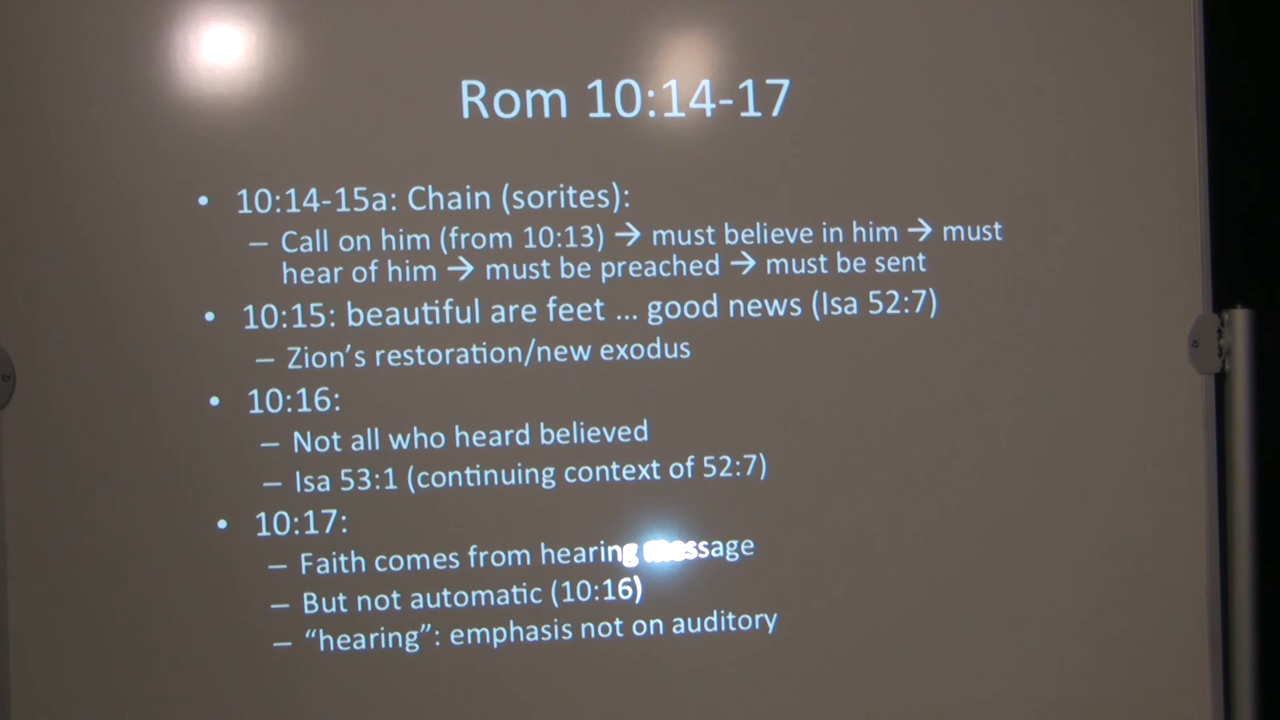 Rom 10:14-17
• 10:14-15a: Chain (sorites):
– Call on him (from 10:13) → must believe in him → must
hear of him → must be preached → must be sent
• 10:15: beautiful are feet ... good news (Isa 52:7)
– Zion's restoration/new exodus
• 10:16:
– Not all who heard believed
– Isa 53:1 (continuing context of 52:7)
• 10:17:
– Faith comes from hearing message
– But not automatic (10:16)
– “hearing”: emphasis not on auditory